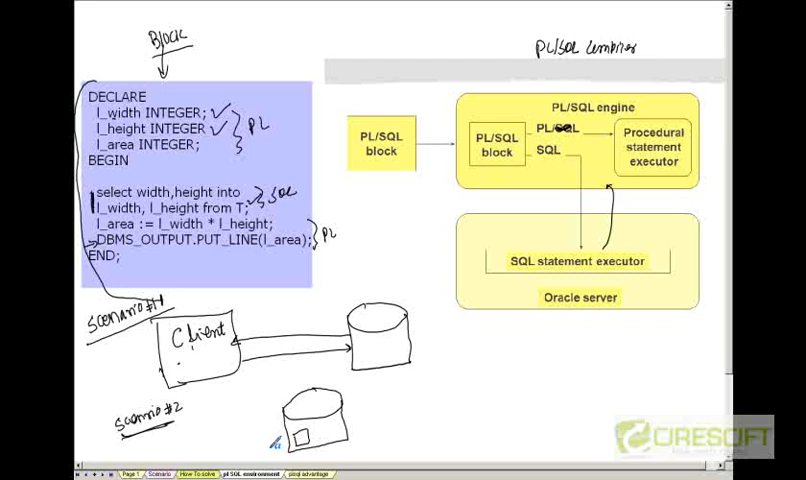 BLOCK
PL/SQL Compiler
DECLARE
l_width INTEGER;
l_height INTEGER
l_area INTEGER;
BEGIN
PL
select width,height into
l_width, l_height from T;
SQL
l_area := l_width * l_height;
DBMS_OUTPUT.PUT_LINE(l_area);
PL
END;
PL/SQL
block
PL/SQL engine
PL/SQL
block
PL/SQL
SQL
Procedural
statement
executor
SQL statement executor
Oracle server
Scenario #1
Client
Scenario #2
CIRESOFT
Page 1
Scenario
How To solve
pl SQL environment
plsql advantage